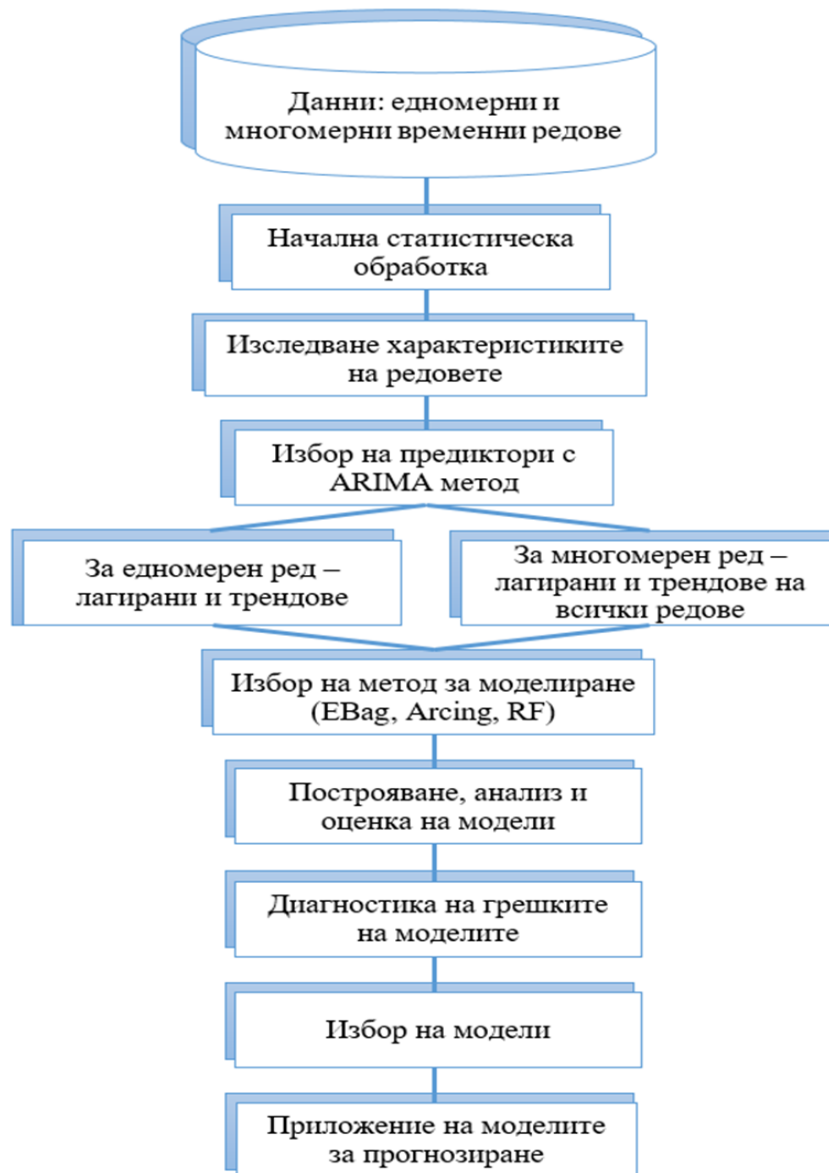 Данни: едномерни и
многомерни временни редове
Начална статистическа
обработка
Изследване характеристиките
на редовете
Избор на предиктори с
ARIMA метод
За едномерен ред –
лагирани и трендове
За многомерен ред –
лагирани и трендове на
всички редове
Избор на метод за моделиране
(EBag, Arcing, RF)
Построяване, анализ и
оценка на модели
Диагностика на грешките
на моделите
Избор на модели
Приложение на моделите
за прогнозиране